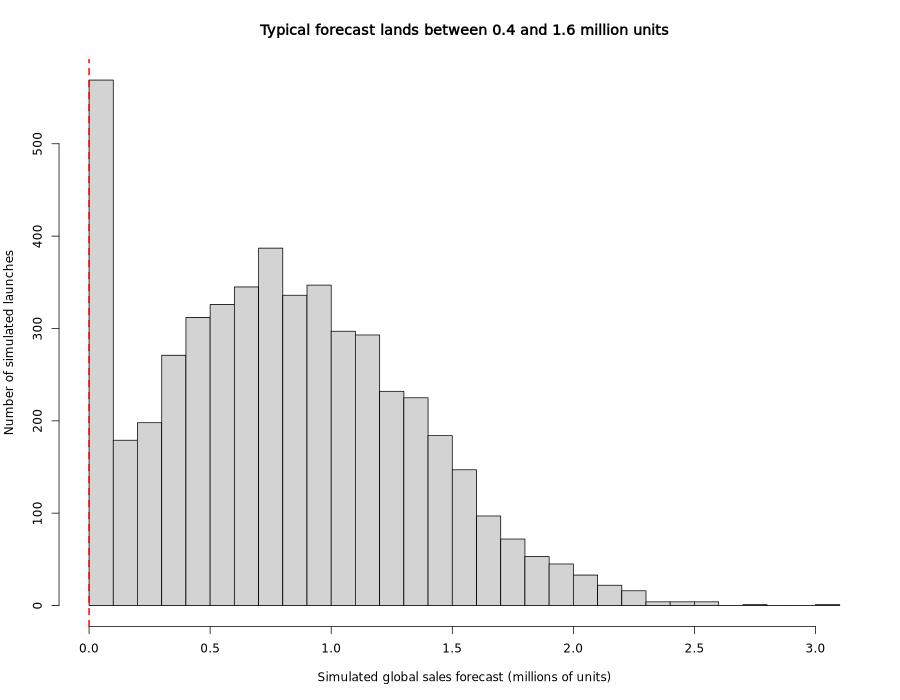 Typical forecast lands between 0.4 and 1.6 million units
Number of simulated launches
500
400
300
200
100
0
0.0 0.5 1.0 1.5 2.0 2.5 3.0
Simulated global sales forecast (millions of units)